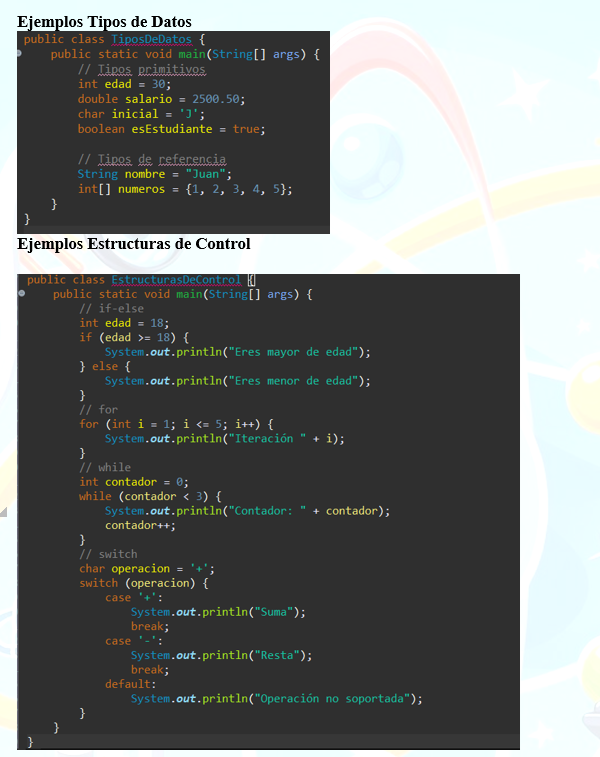 Ejemplos Tipos de Datos
public class TiposDeDatos {
    public static void main(String[] args) {
        // Tipos primitivos
        int edad = 30;
        double salario = 2500.50;
        char inicial = 'J';
        boolean esEstudiante = true;

        // Tipos de referencia
        String nombre = "Juan";
        int[] numeros = {1, 2, 3, 4, 5};
    }
}
Ejemplos Estructuras de Control
public class EstructurasDeControl {
    public static void main(String[] args) {
        // if-else
        int edad = 18;
        if (edad >= 18) {
            System.out.println("Eres mayor de edad");
        } else {
            System.out.println("Eres menor de edad");
        }
        // for
        for (int i = 1; i <= 5; i++) {
            System.out.println("Iteración " + i);
        }
        // while
        int contador = 0;
        while (contador < 3) {
            System.out.println("Contador: " + contador);
            contador++;
        }
        // switch
        char operacion = '+';
        switch (operacion) {
            case '+':
                System.out.println("Suma");
                break;
            case '-':
                System.out.println("Resta");
                break;
            default:
                System.out.println("Operación no soportada");
        }
    }
}